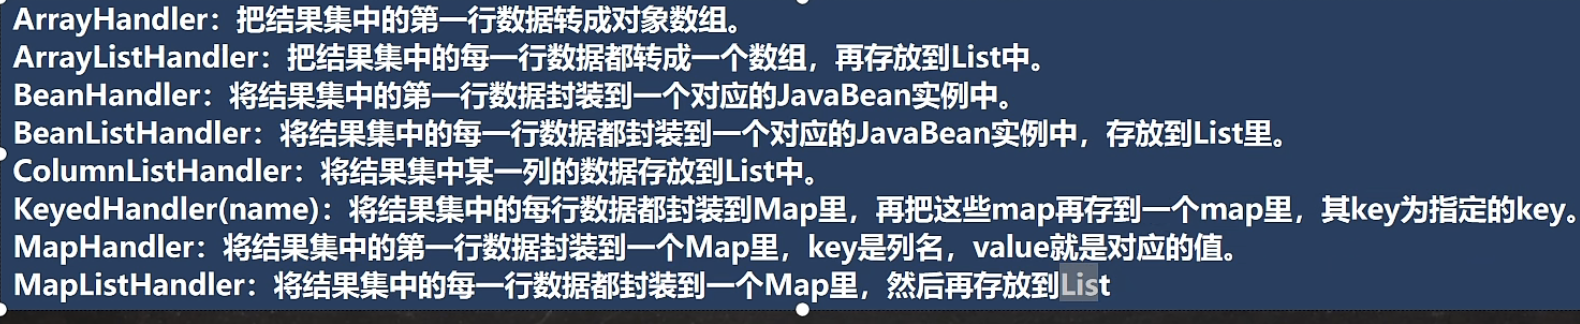 ArrayHandler：把结果集中的第一行数据转成对象数组。
ArrayListHandler：把结果集中的每一行数据都转成一个数组，再存放到List中。
BeanHandler：将结果集中的第一行数据封装到一个对应的JavaBean实例中。
BeanListHandler：将结果集中的每一行数据都封装到一个对应的JavaBean实例中，存放到List里。
ColumnListHandler：将结果集中某一列的数据存放到List中。
KeyedHandler(name)：将结果集中的每行数据都封装到Map里，再把这些map再存到一个map里，其key为指定的key。
MapHandler：将结果集中的第一行数据封装到一个Map里，key是列名，value就是对应的值。
MapListHandler：将结果集中的每一行数据都封装到一个Map里，然后再存放到List